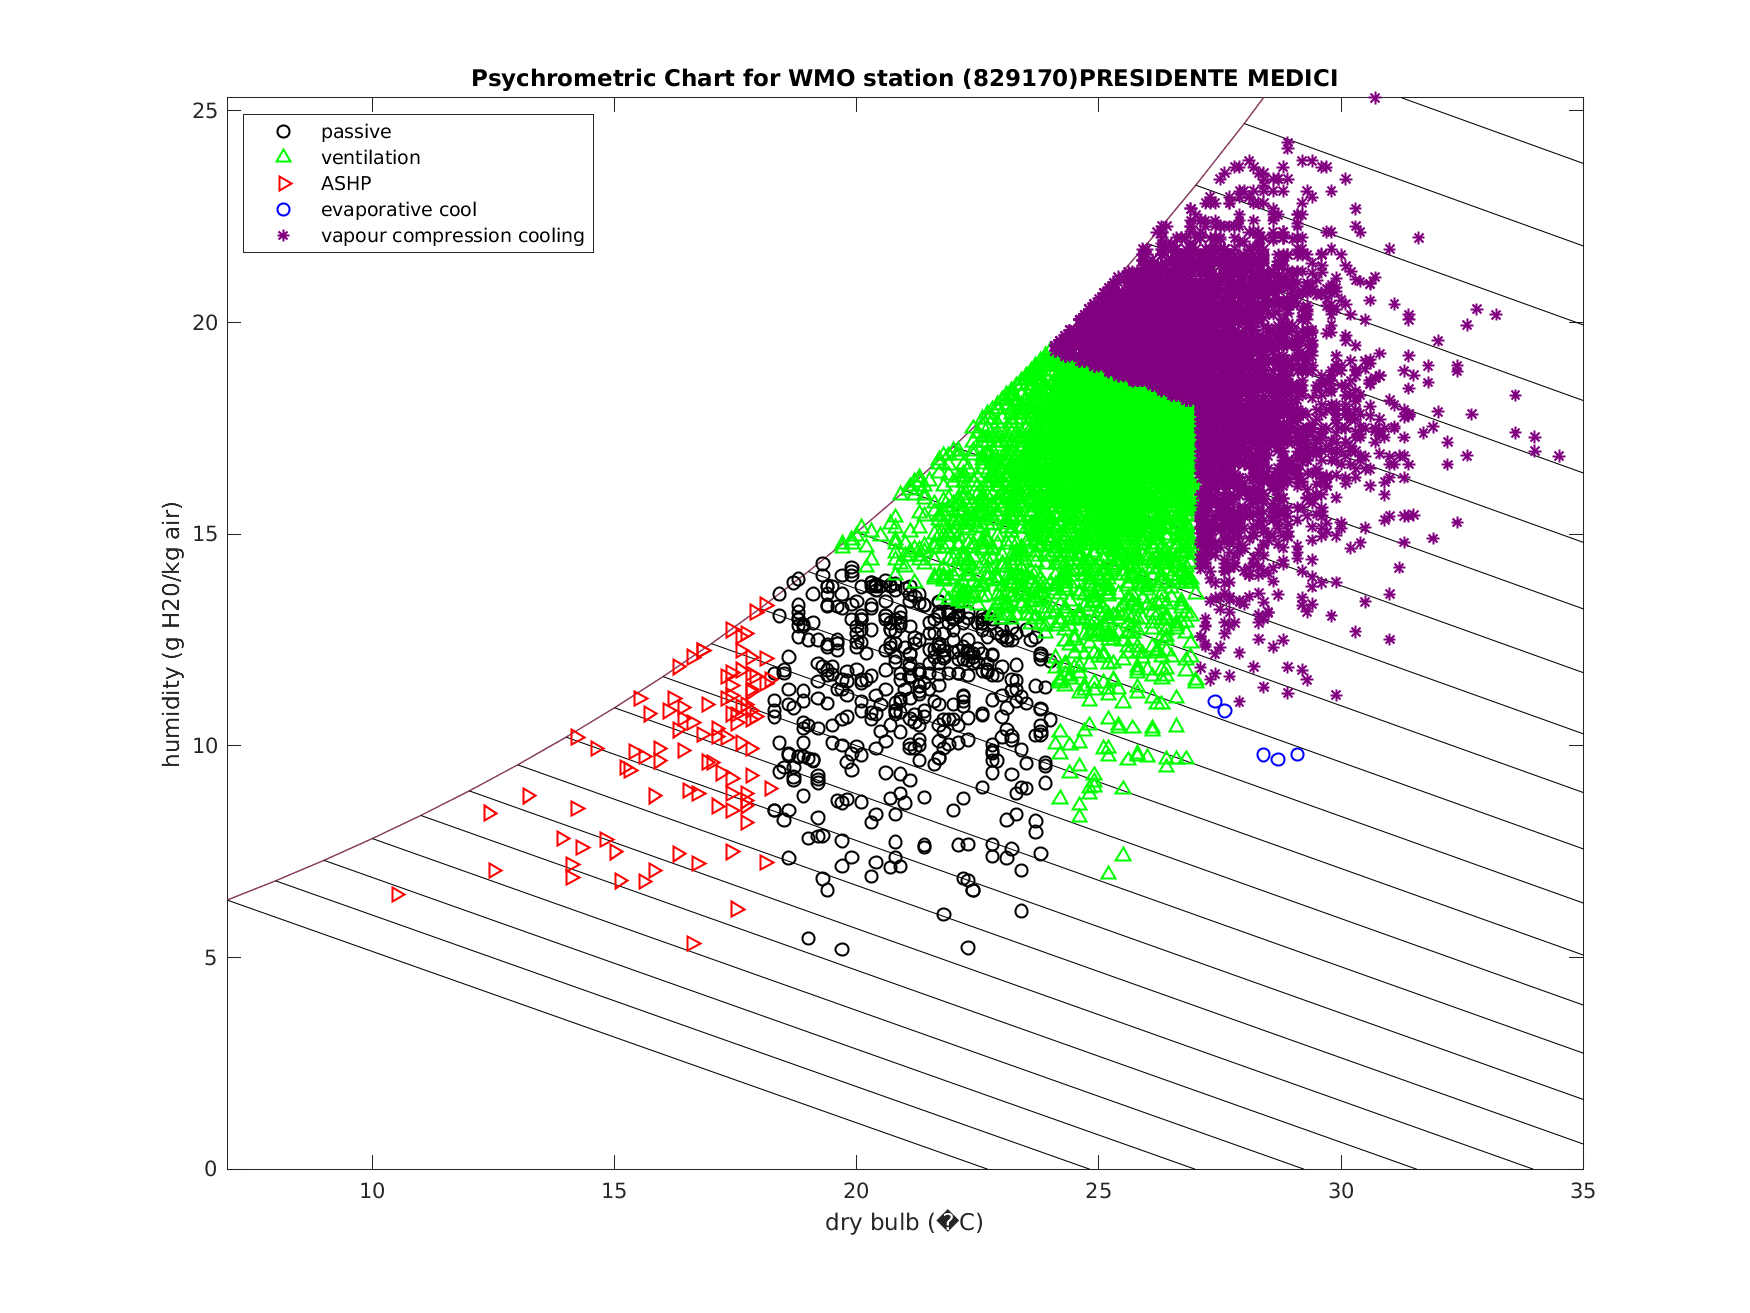 Psychrometric Chart for WMO station (829170)PRESIDENTE MEDICI
25
passive
ventilation
ASHP
evaporative cool
vapour compression cooling
20
15
humidity (g H20/kg air)
10
5
0
10 15 20 25 30 35
dry bulb (�C)